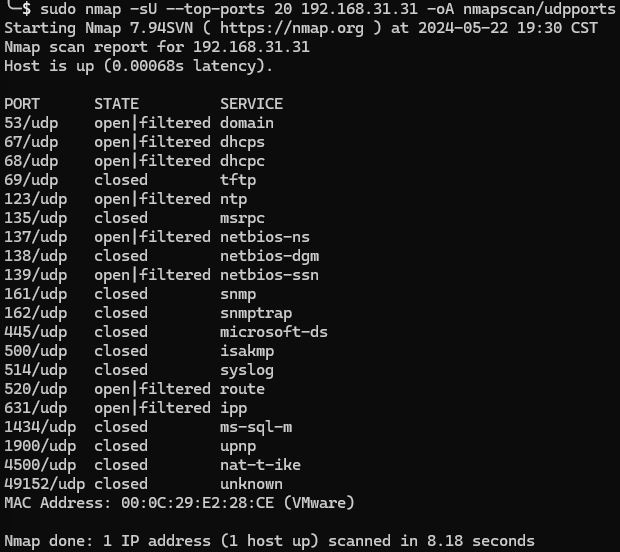 └─$ sudo nmap -sU --top-ports 20 192.168.31.31 -oA nmapscan/udpports
Starting Nmap 7.94SVN ( https://nmap.org ) at 2024-05-22 19:30 CST
Nmap scan report for 192.168.31.31
Host is up (0.00068s latency).

PORT      STATE         SERVICE
53/udp    open|filtered domain
67/udp    open|filtered dhcps
68/udp    open|filtered dhcpc
69/udp    closed        tftp
123/udp   open|filtered ntp
135/udp   closed        msrpc
137/udp   open|filtered netbios-ns
138/udp   closed        netbios-dgm
139/udp   open|filtered netbios-ssn
161/udp   closed        snmp
162/udp   closed        snmptrap
445/udp   closed        microsoft-ds
500/udp   closed        isakmp
514/udp   closed        syslog
520/udp   open|filtered route
631/udp   open|filtered ipp
1434/udp  closed        ms-sql-m
1900/udp  closed        upnp
4500/udp  closed        nat-t-ike
49152/udp closed        unknown
MAC Address: 00:0C:29:E2:28:CE (VMware)

Nmap done: 1 IP address (1 host up) scanned in 8.18 seconds